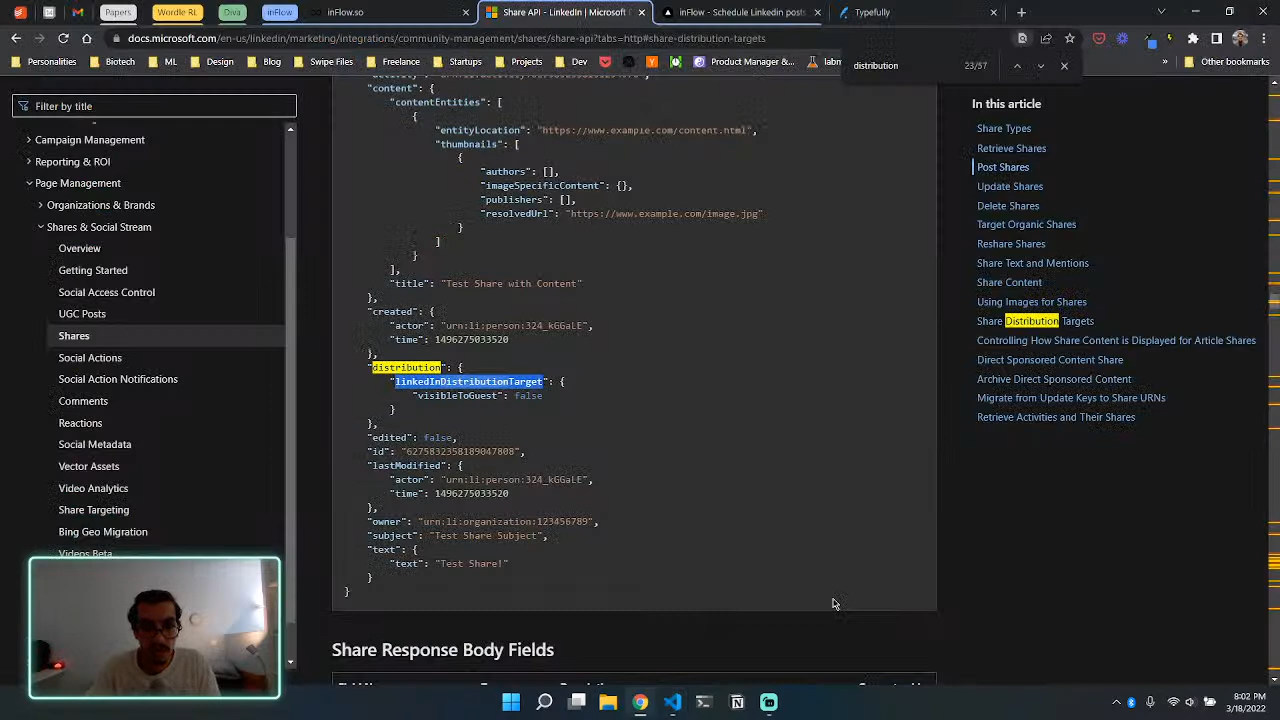 Papers
Wordle RL
Diva
inFlow
inFlow.so
Share API - LinkedIn | Microsoft
inFlow - Schedule Linkedin post
Typefully
docs.microsoft.com/en-us/linkedin/marketing/integrations/community-management/shares/share-api?tabs=http#share-distribution-targets
Personalities
Biotech
ML
Design
Blog
Swipe Files
Freelance
Startups
Projects
Dev
Product Manager &...
Other bookmarks
distribution
23/57
Filter by title
Campaign Management
Reporting & ROI
Page Management
Organizations & Brands
Shares & Social Stream
Overview
Getting Started
Social Access Control
UGC Posts
Shares
Social Actions
Social Action Notifications
Comments
Reactions
Social Metadata
Vector Assets
Video Analytics
Share Targeting
Bing Geo Migration
Videos Beta
"content": {
"contentEntities": [
{
"entityLocation": "https://www.example.com/content.html",
"thumbnails": [
{
"authors": [],
"imageSpecificContent": {},
"publishers": [],
"resolvedUrl": "https://www.example.com/image.jpg"
}
]
}
],
"title": "Test Share with Content"
},
"created": {
"actor": "urn:li:person:324_kGGaLE",
"time": 1496275033520
},
"distribution": {
"linkedInDistributionTarget": {
"visibleToGuest": false
}
},
"edited": false,
"id": "6275832358189047808",
"lastModified": {
"actor": "urn:li:person:324_kGGaLE",
"time": 1496275033520
},
"owner": "urn:li:organization:123456789",
"subject": "Test Share Subject",
"text": {
"text": "Test Share!"
}
}
Share Response Body Fields
In this article
Share Types
Retrieve Shares
Post Shares
Update Shares
Delete Shares
Target Organic Shares
Reshare Shares
Share Text and Mentions
Share Content
Using Images for Shares
Share Distribution Targets
Controlling How Share Content is Displayed for Article Shares
Direct Sponsored Content Share
Archive Direct Sponsored Content
Migrate from Update Keys to Share URNs
Retrieve Activities and Their Shares
8:02 PM
3/18/2022